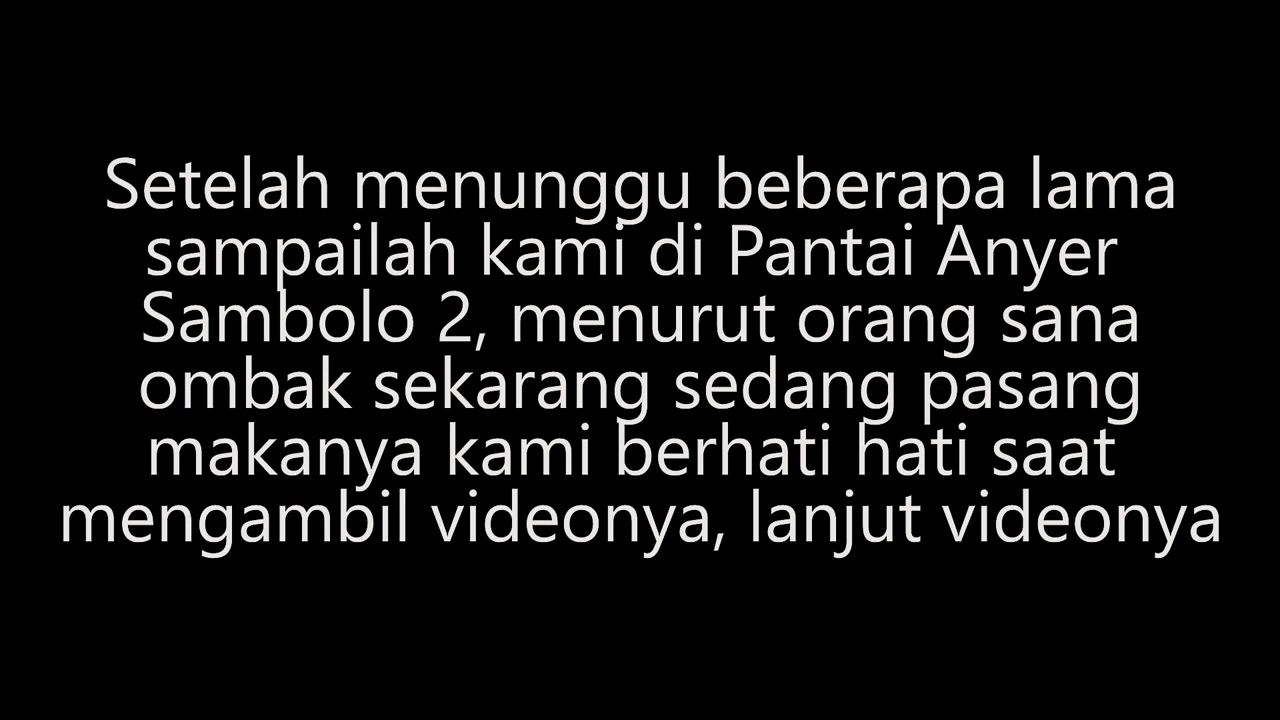 Setelah menunggu beberapa lama
sampailah kami di Pantai Anyer
Sambolo 2, menurut orang sana
ombak sekarang sedang pasang
makanya kami berhati hati saat
mengambil videonya, lanjut videonya